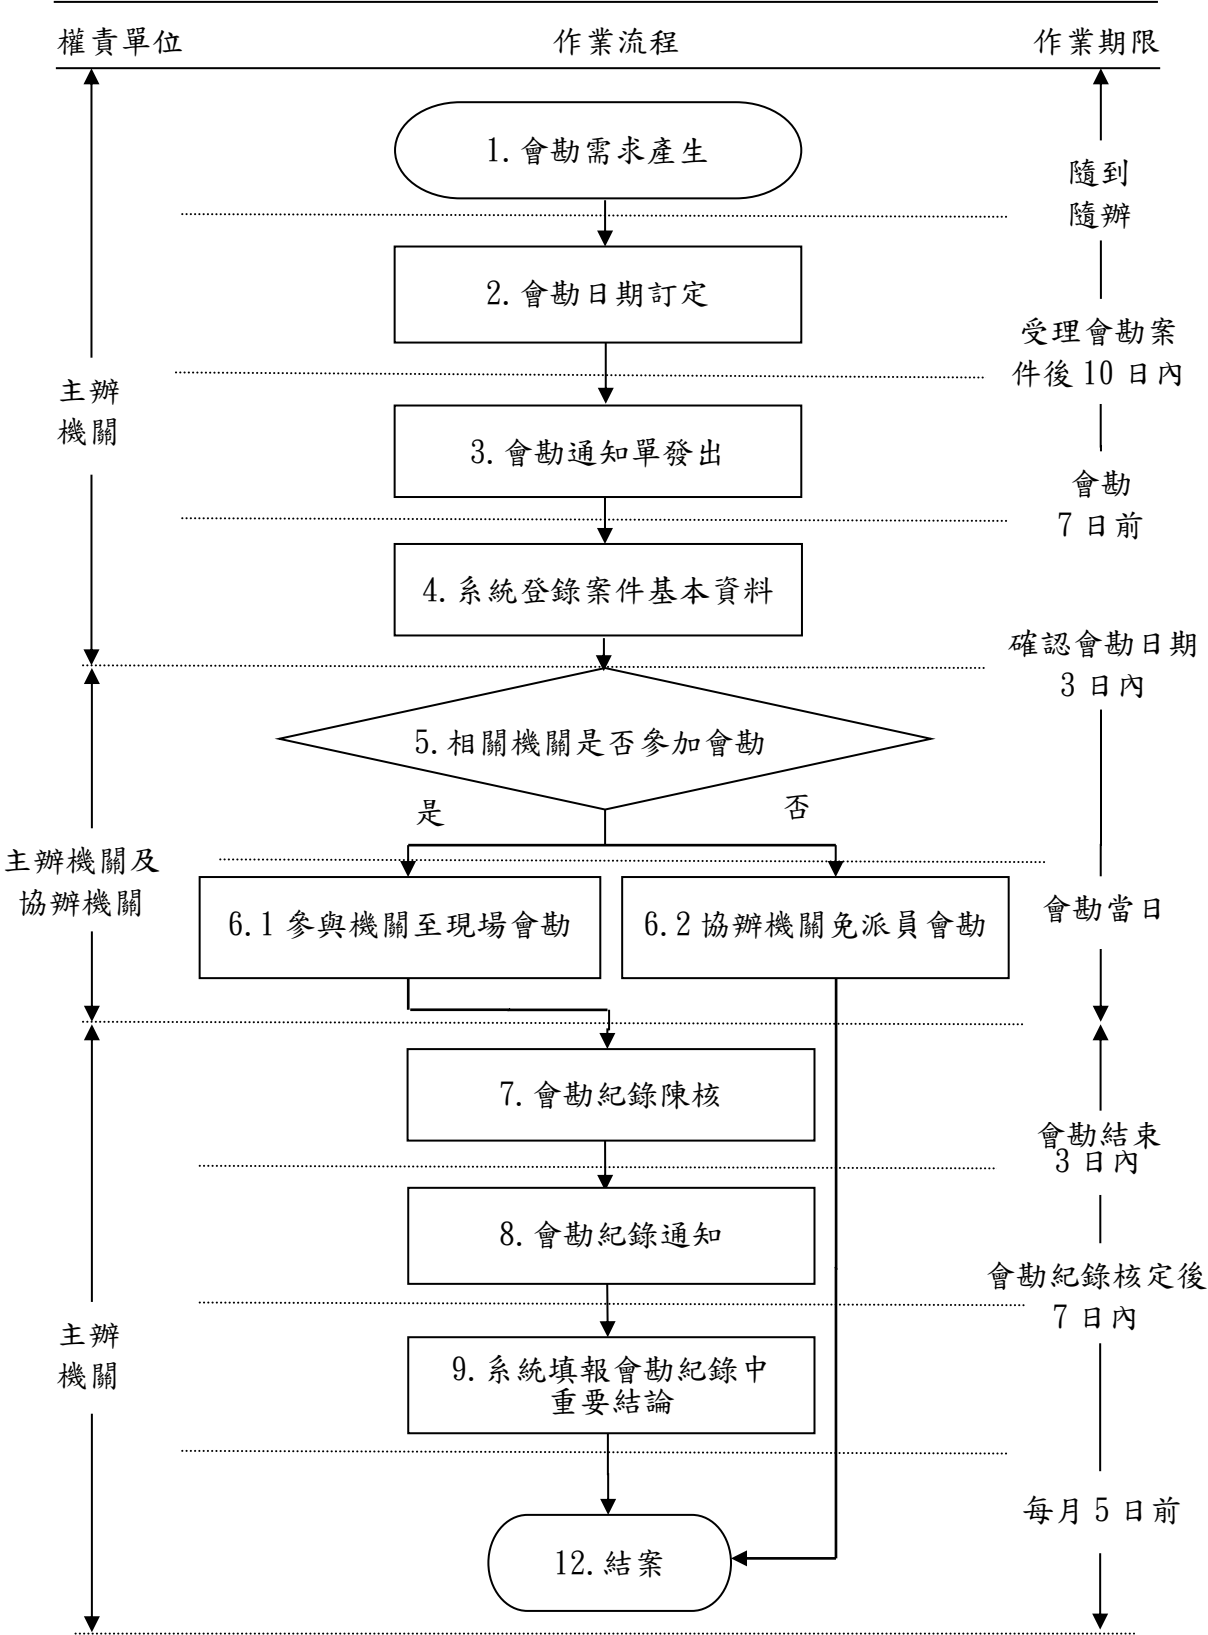 權責單位 作業流程 作業期限
1.會勘需求產生
隨到
隨辦
2.會勘日期訂定
受理會勘案
件後10日內
主辦
機關
3.會勘通知單發出
會勘
7日前
4.系統登錄案件基本資料
確認會勘日期
3日內
5.相關機關是否參加會勘
是
否
主辦機關及
協辦機關
6.1參與機關至現場會勘
6.2協辦機關免派員會勘
會勘當日
7.會勘紀錄陳核
會勘結束
3日內
8.會勘紀錄通知
會勘紀錄核定後
7日內
主辦
機關
9.系統填報會勘紀錄中
重要結論
每月5日前
12.結案